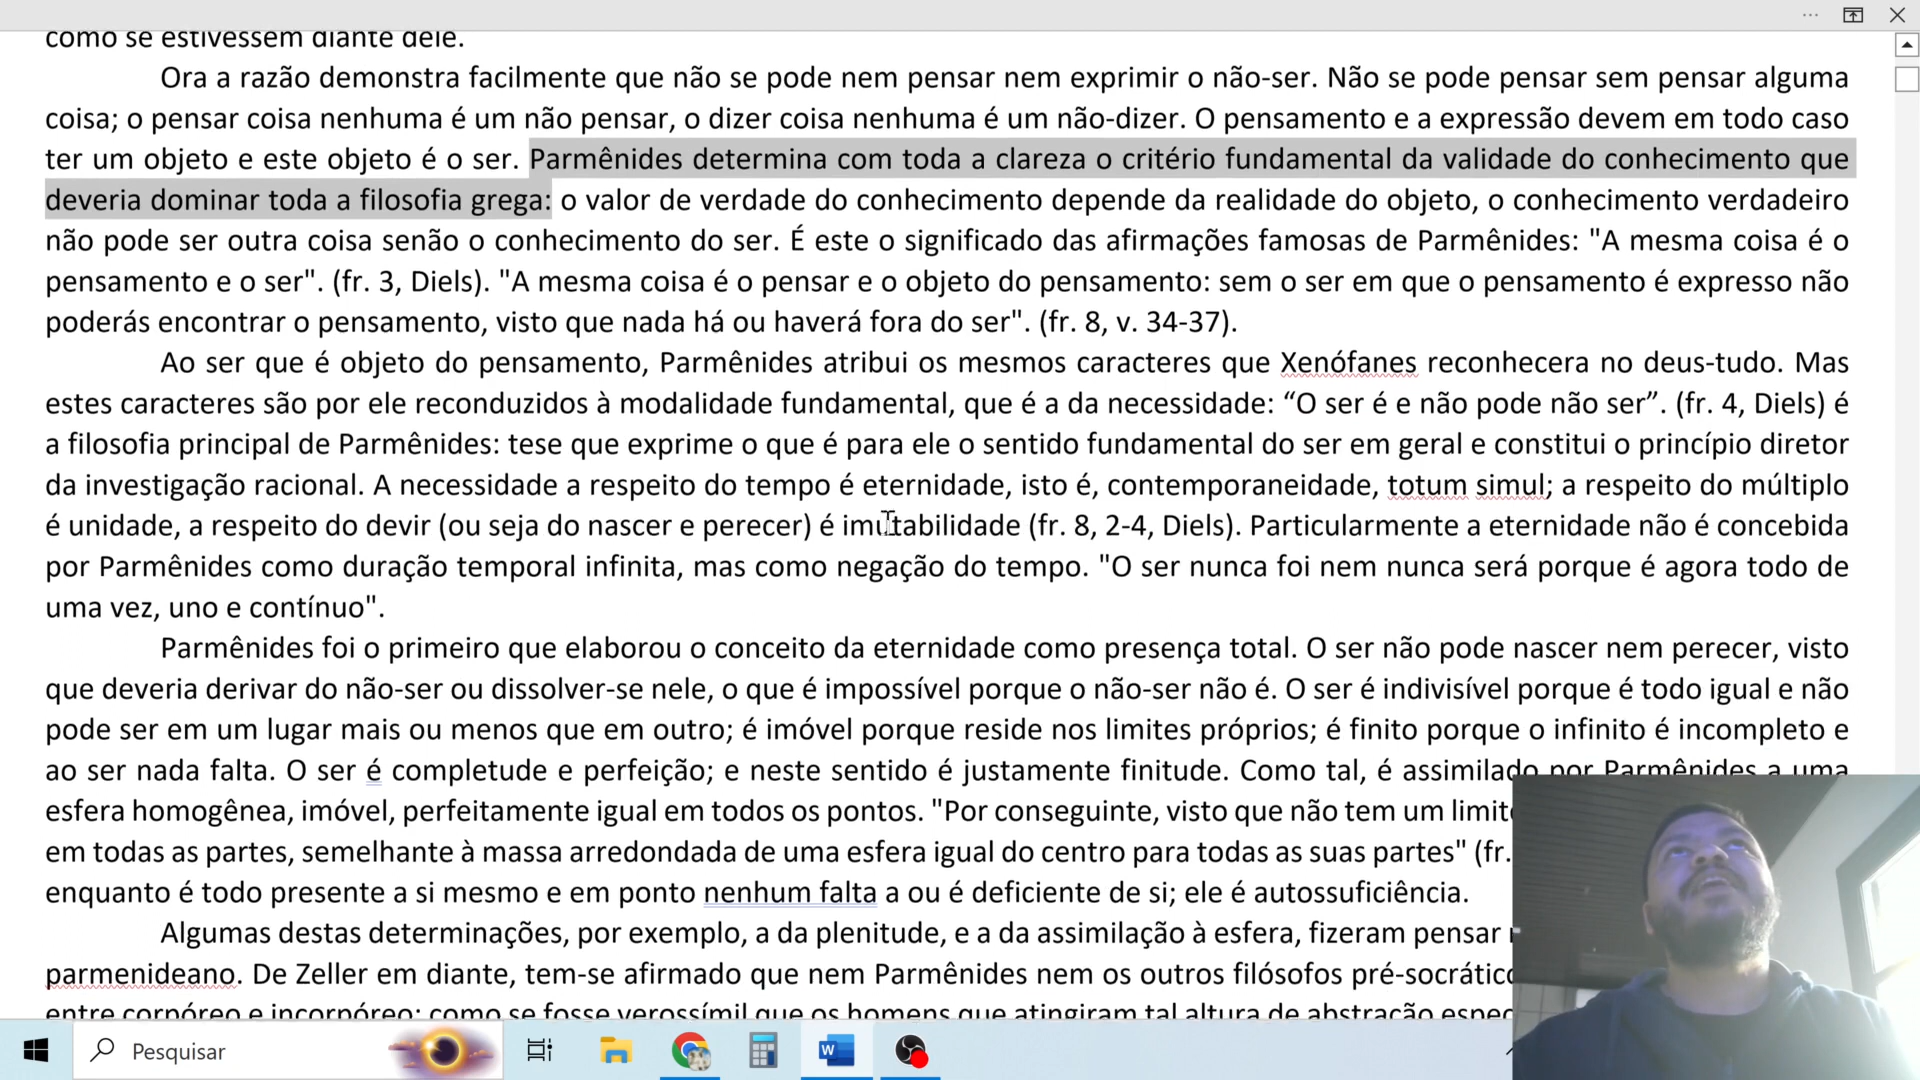 como se estivessem diante dele.
Ora a razão demonstra facilmente que não se pode nem pensar nem exprimir o não-ser. Não se pode pensar sem pensar alguma
coisa; o pensar coisa nenhuma é um não pensar, o dizer coisa nenhuma é um não-dizer. O pensamento e a expressão devem em todo caso
ter um objeto e este objeto é o ser. Parmênides determina com toda a clareza o critério fundamental da validade do conhecimento que
deveria dominar toda a filosofia grega: o valor de verdade do conhecimento depende da realidade do objeto, o conhecimento verdadeiro
não pode ser outra coisa senão o conhecimento do ser. É este o significado das afirmações famosas de Parmênides: "A mesma coisa é o
pensamento e o ser". (fr. 3, Diels). "A mesma coisa é o pensar e o objeto do pensamento: sem o ser em que o pensamento é expresso não
poderás encontrar o pensamento, visto que nada há ou haverá fora do ser". (fr. 8, v. 34-37).
Ao ser que é objeto do pensamento, Parmênides atribui os mesmos caracteres que Xenófanes reconhecera no deus-tudo. Mas
estes caracteres são por ele reconduzidos à modalidade fundamental, que é a da necessidade: “O ser é e não pode não ser”. (fr. 4, Diels) é
a filosofia principal de Parmênides: tese que exprime o que é para ele o sentido fundamental do ser em geral e constitui o princípio diretor
da investigação racional. A necessidade a respeito do tempo é eternidade, isto é, contemporaneidade, totum simul; a respeito do múltiplo
é unidade, a respeito do devir (ou seja do nascer e perecer) é imutabilidade (fr. 8, 2-4, Diels). Particularmente a eternidade não é concebida
por Parmênides como duração temporal infinita, mas como negação do tempo. "O ser nunca foi nem nunca será porque é agora todo de
uma vez, uno e contínuo".
Parmênides foi o primeiro que elaborou o conceito da eternidade como presença total. O ser não pode nascer nem perecer, visto
que deveria derivar do não-ser ou dissolver-se nele, o que é impossível porque o não-ser não é. O ser é indivisível porque é todo igual e não
pode ser em um lugar mais ou menos que em outro; é imóvel porque reside nos limites próprios; é finito porque o infinito é incompleto e
ao ser nada falta. O ser é completude e perfeição; e neste sentido é justamente finitude. Como tal, é assimilado por Parmênides a uma
esfera homogênea, imóvel, perfeitamente igual em todos os pontos. "Por conseguinte, visto que não tem um limit
em todas as partes, semelhante à massa arredondada de uma esfera igual do centro para todas as suas partes" (fr.
enquanto é todo presente a si mesmo e em ponto nenhum falta a ou é deficiente de si; ele é autossuficiência.
Algumas destas determinações, por exemplo, a da plenitude, e a da assimilação à esfera, fizeram pensar
parmenideano. De Zeller em diante, tem-se afirmado que nem Parmênides nem os outros filósofos pré-socrátic
entre corpóreo e incorpóreo; como se fosse verossímil que os homens que atingiram tal altura de abstração espec
Pesquisar